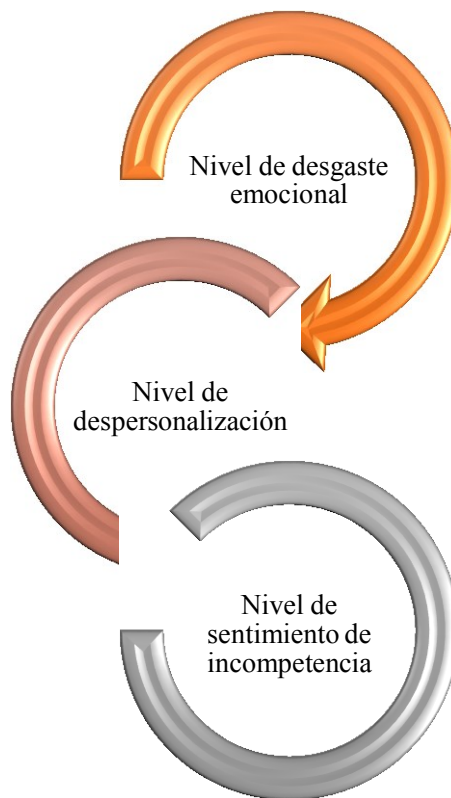 Nivel de desgaste
emocional
Nivel de
despersonalización
Nivel de
sentimiento de
incompetencia